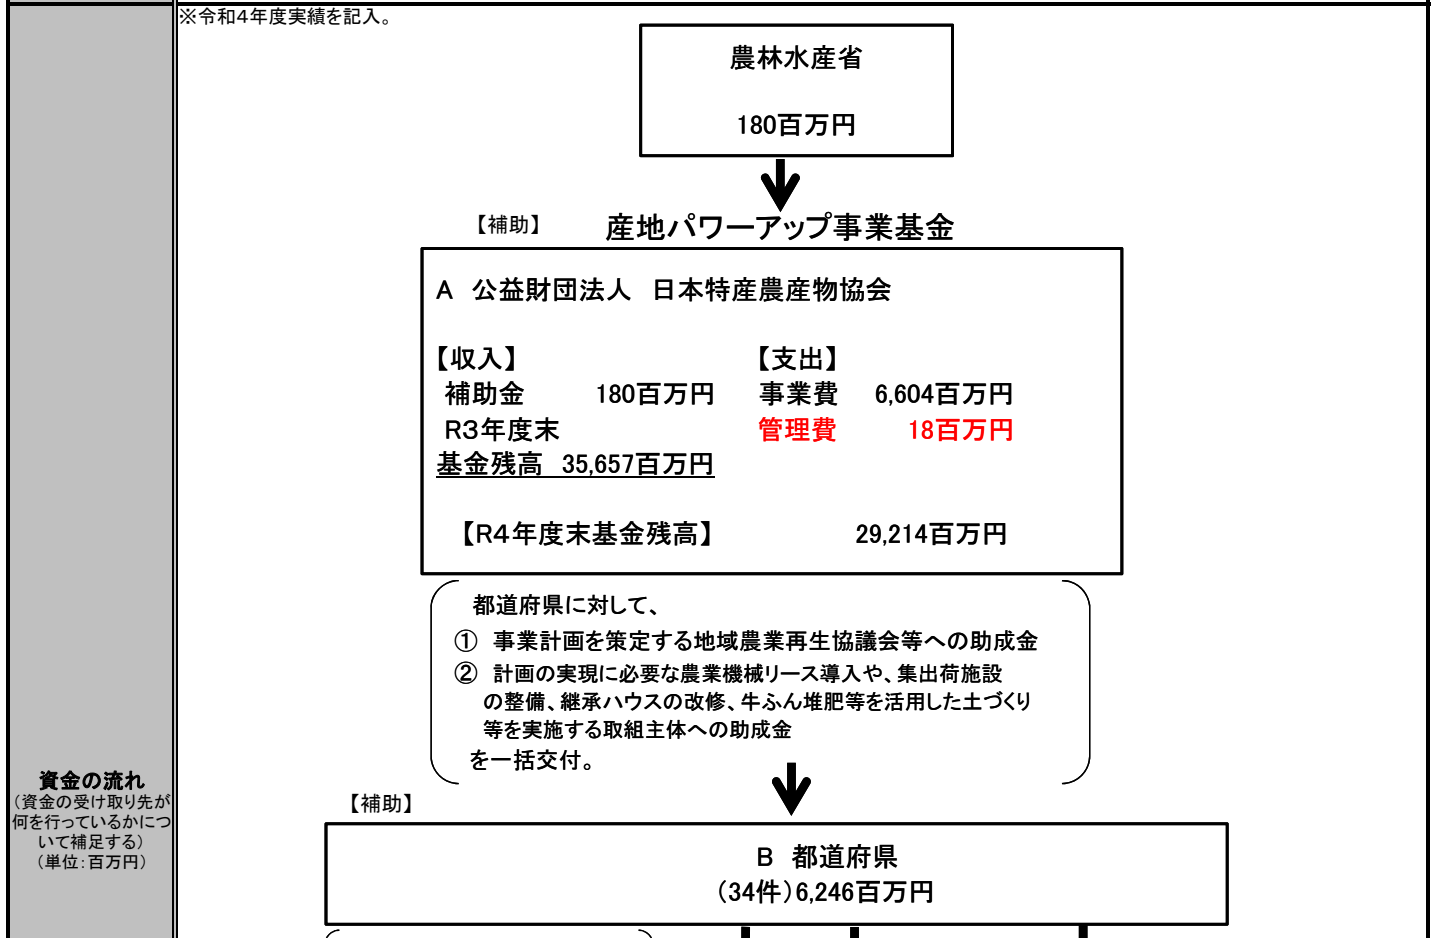 ※令和4年度実績を記入。
農林水産省
180百万円
【補助】 産地パワーアップ事業基金
A 公益財団法人 日本特産農産物協会
【収入】 【支出】
補助金 180百万円 事業費 6,604百万円
R3年度末 管理費 18百万円
基金残高 35,657百万円
【R4年度末基金残高】 29,214百万円
都道府県に対して、
① 事業計画を策定する地域農業再生協議会等への助成金
② 計画の実現に必要な農業機械リース導入や、集出荷施設
の整備、継承ハウスの改修、牛ふん堆肥等を活用した土づくり
等を実施する取組主体への助成金
を一括交付。
資金の流れ
(資金の受け取り先が
何を行っているかにつ
いて補足する)
(単位:百万円)
【補助】
B 都道府県
(34件)6,246百万円